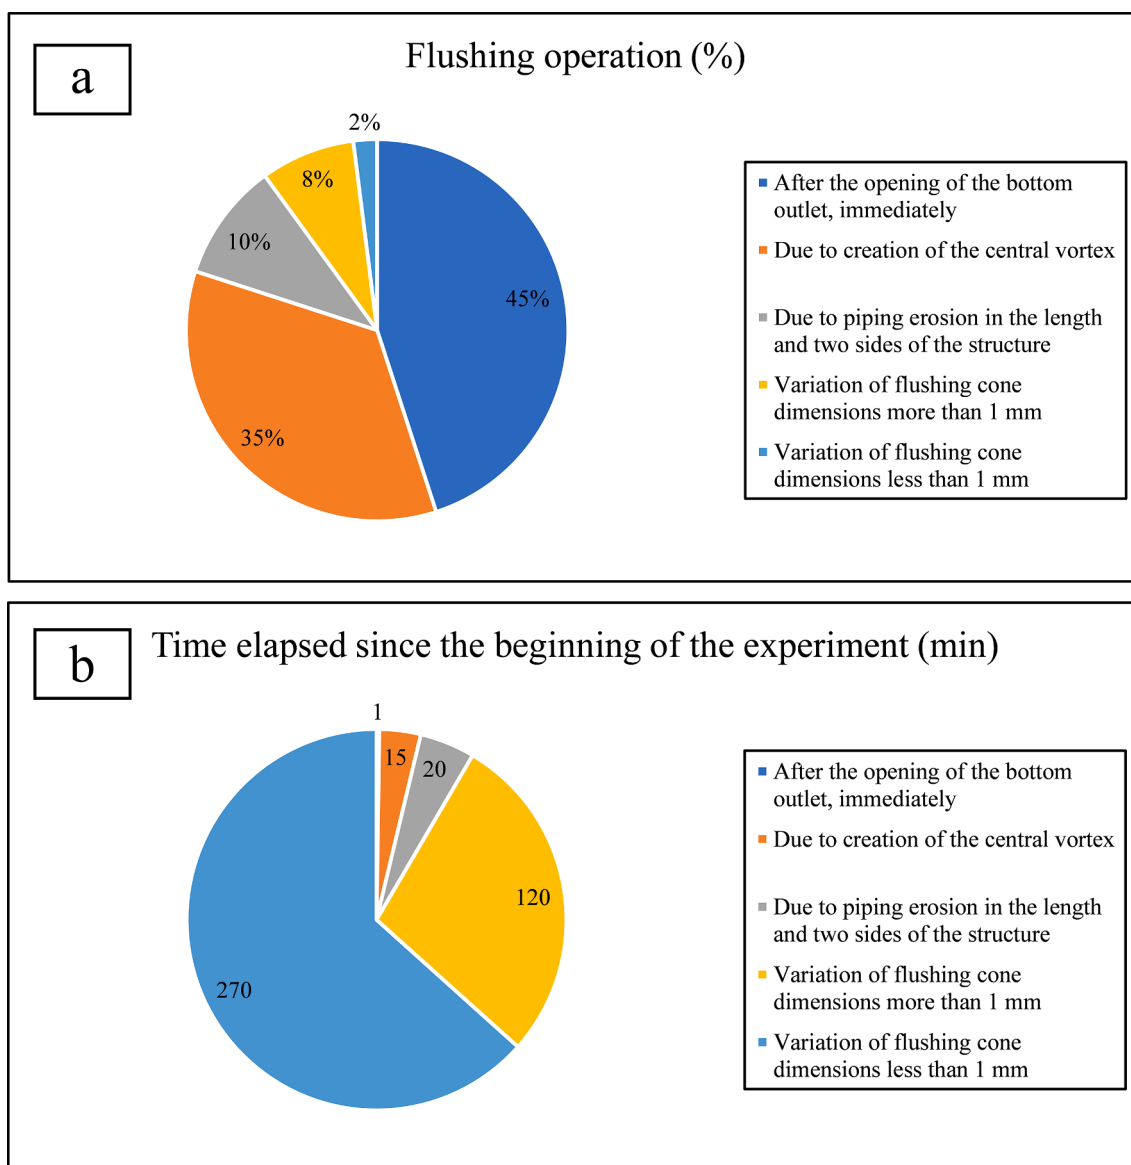 a
Flushing operation (%)
2%
8%
10%
45%
35%
After the opening of the bottom
outlet, immediately
Due to creation of the central vortex
Due to piping erosion in the length
and two sides of the structure
Variation of flushing cone
dimensions more than 1 mm
Variation of flushing cone
dimensions less than 1 mm
b
Time elapsed since the beginning of the experiment (min)
1
15
20
120
270
After the opening of the bottom
outlet, immediately
Due to creation of the central vortex
Due to piping erosion in the length
and two sides of the structure
Variation of flushing cone
dimensions more than 1 mm
Variation of flushing cone
dimensions less than 1 mm